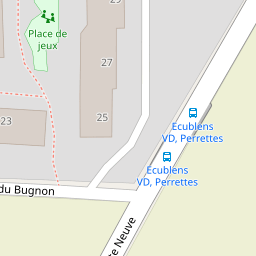 Place de
jeux
29
27
25
23
Ecublens
VD, Perrettes
Ecublens
VD, Perrettes
du Bugnon
Neuve